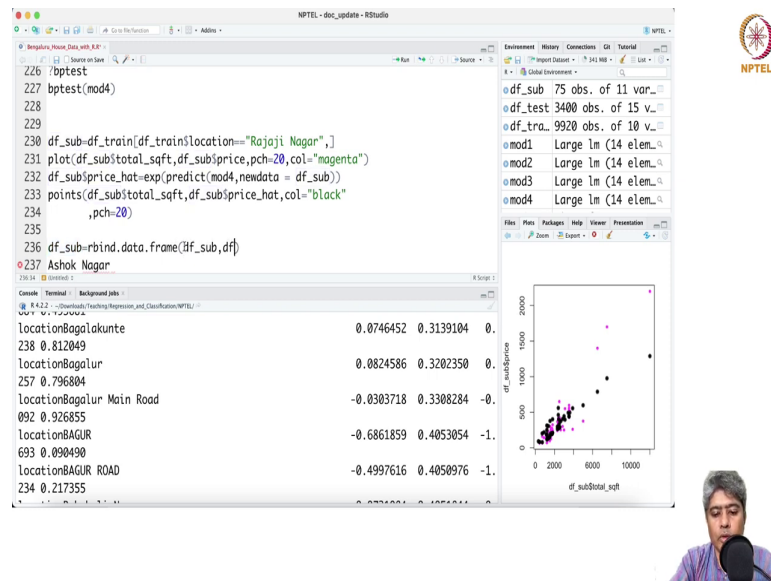 NPTEL - doc_update - RStudio
Go to file/function
Addins
NPTEL
Bengaluru_House_Data_with_R.R*
Source on Save
Run
Source
226 ?bptest
227 bptest(mod4)
228
229
230 df_sub=df_train[df_train$location=="Rajaji Nagar",]
231 plot(df_sub$total_sqft,df_sub$price,pch=20,col="magenta")
232 df_sub$price_hat=exp(predict(mod4,newdata = df_sub))
233 points(df_sub$total_sqft,df_sub$price_hat,col="black"
234 ,pch=20)
235
236 df_sub=rbind.data.frame(df_sub,df)
237 Ashok Nagar
236:34 (Untitled) R Script
Console Terminal Background Jobs
R 4.2.2 · ~/Downloads/Teaching/Regression_and_Classification/NPTEL/
locationBagalakunte 0.0746452 0.3139104 0.
238 0.812049
locationBagalur 0.0824586 0.3202350 0.
257 0.796804
locationBagalur Main Road -0.0303718 0.3308284 -0.
092 0.926855
locationBAGUR -0.6861859 0.4053054 -1.
693 0.090490
locationBAGUR ROAD -0.4997616 0.4050976 -1.
234 0.217355
Environment History Connections Git Tutorial
Import Dataset 341 MiB List
R Global Environment
df_sub 75 obs. of 11 var…
df_test 3400 obs. of 15 v…
df_tra… 9920 obs. of 10 v…
mod1 Large lm (14 elem…
mod2 Large lm (14 elem…
mod3 Large lm (14 elem…
mod4 Large lm (14 elem…
Files Plots Packages Help Viewer Presentation
Zoom Export
df_sub$price
2000
1500
1000
500
0
0 2000 6000 10000
df_sub$total_sqft
NPTEL